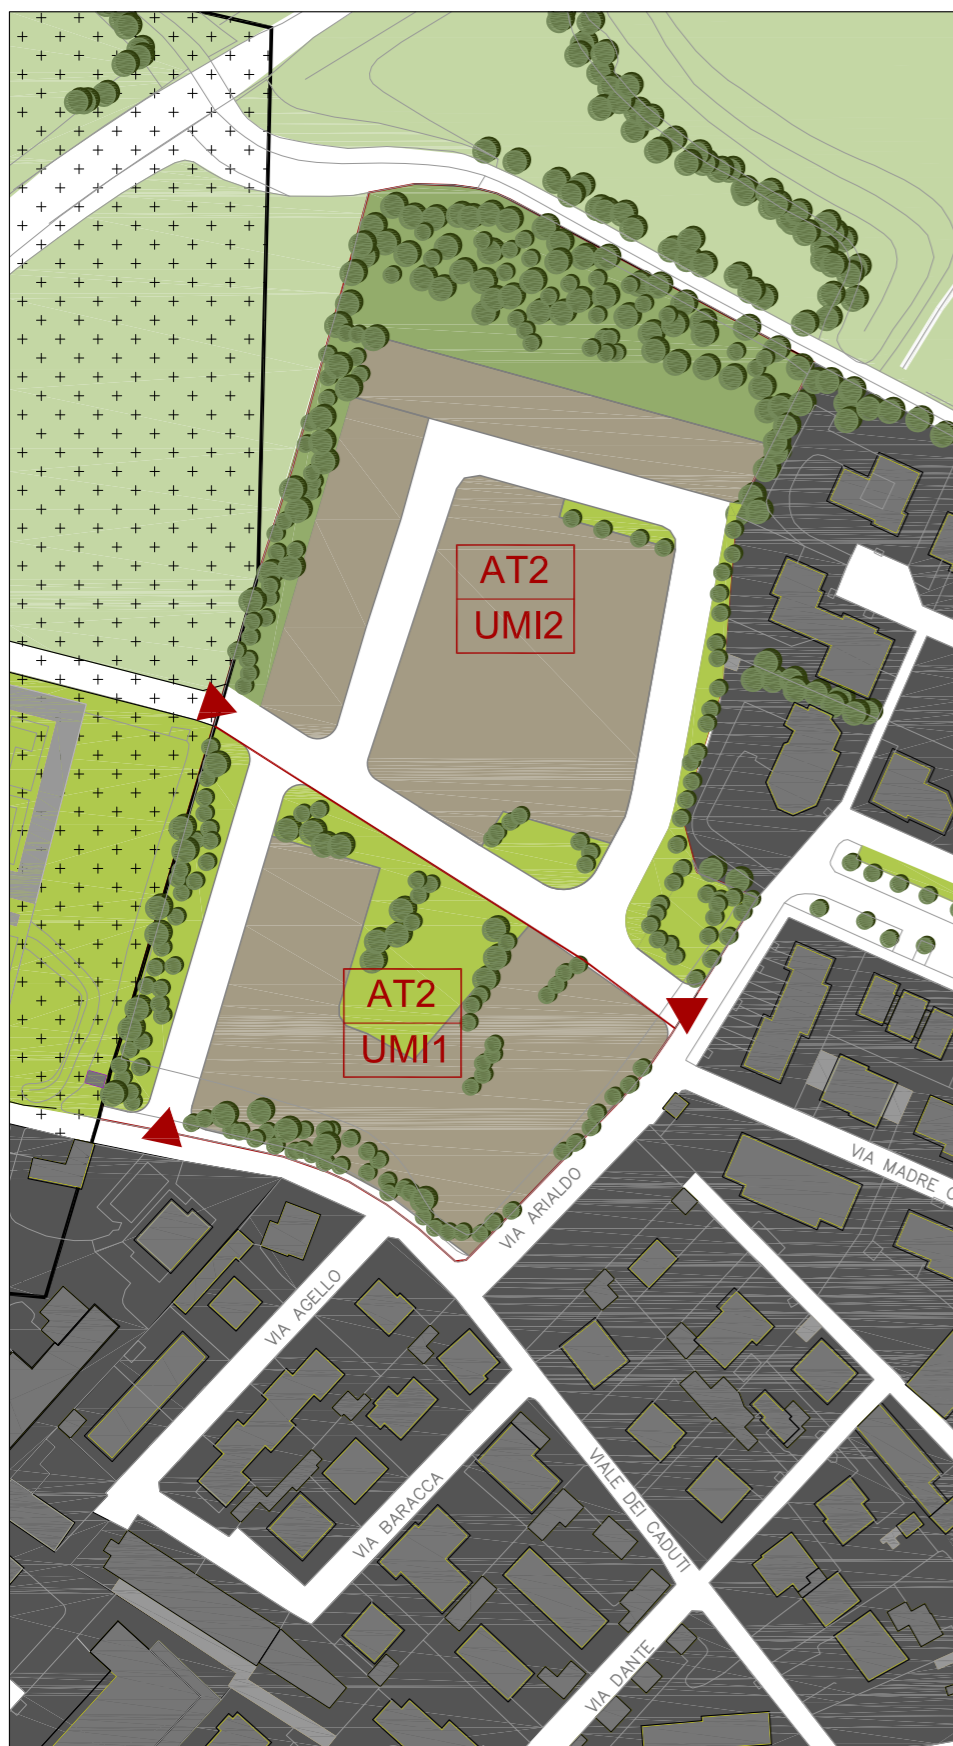 AT2
UMI2
AT2
UMI1
VIA MADRE C
VIA ARIALDO
VIA AGELLO
VIA BARACCA
VIALE DEI CADUTI
VIA DANTE